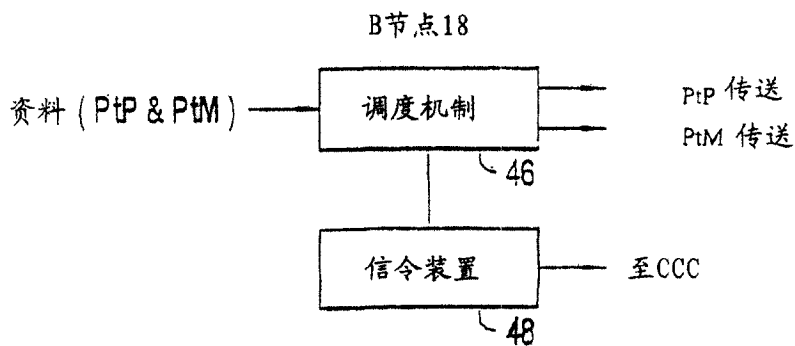 B节点18
资料(PtP & PtM)
调度机制
PtP 传送
PtM 传送
46
信令装置
至CCC
48